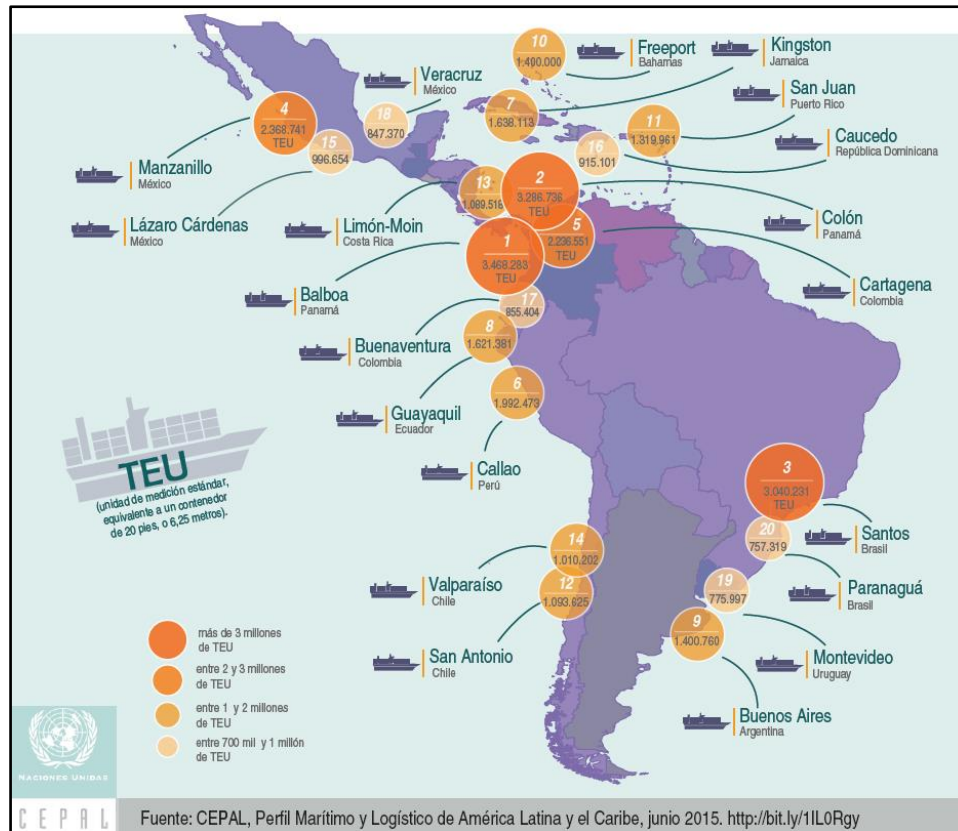 10
1.400.000
Freeport
Bahamas
Kingston
Jamaica
Veracruz
México
San Juan
Puerto Rico
4
2.368.741
TEU
18
847.370
7
1.638.113
11
1.319.961
15
996.654
16
915.101
Caucedo
República Dominicana
Manzanillo
México
13
1.089.518
2
3.286.736
TEU
Lázaro Cárdenas
México
Limón-Moin
Costa Rica
Colón
Panamá
1
3.468.283
TEU
5
2.236.551
TEU
Balboa
Panamá
Cartagena
Colombia
17
855.404
8
1.621.381
Buenaventura
Colombia
6
1.992.473
Guayaquil
Ecuador
Callao
Perú
TEU
(unidad de medición estándar,
equivalente a un contenedor
de 20 pies, o 6,25 metros).
3
3.040.231
TEU
20
757.319
Santos
Brasil
14
1.010.202
Valparaíso
Chile
12
1.093.625
19
775.997
Paranaguá
Brasil
9
1.400.760
San Antonio
Chile
Montevideo
Uruguay
Buenos Aires
Argentina
más de 3 millones
de TEU
entre 2 y 3 millones
de TEU
entre 1 y 2 millones
de TEU
entre 700 mil y 1 millón
de TEU
NACIONES UNIDAS
CEPAL
Fuente: CEPAL, Perfil Marítimo y Logístico de América Latina y el Caribe, junio 2015. http://bit.ly/1IL0Rgy